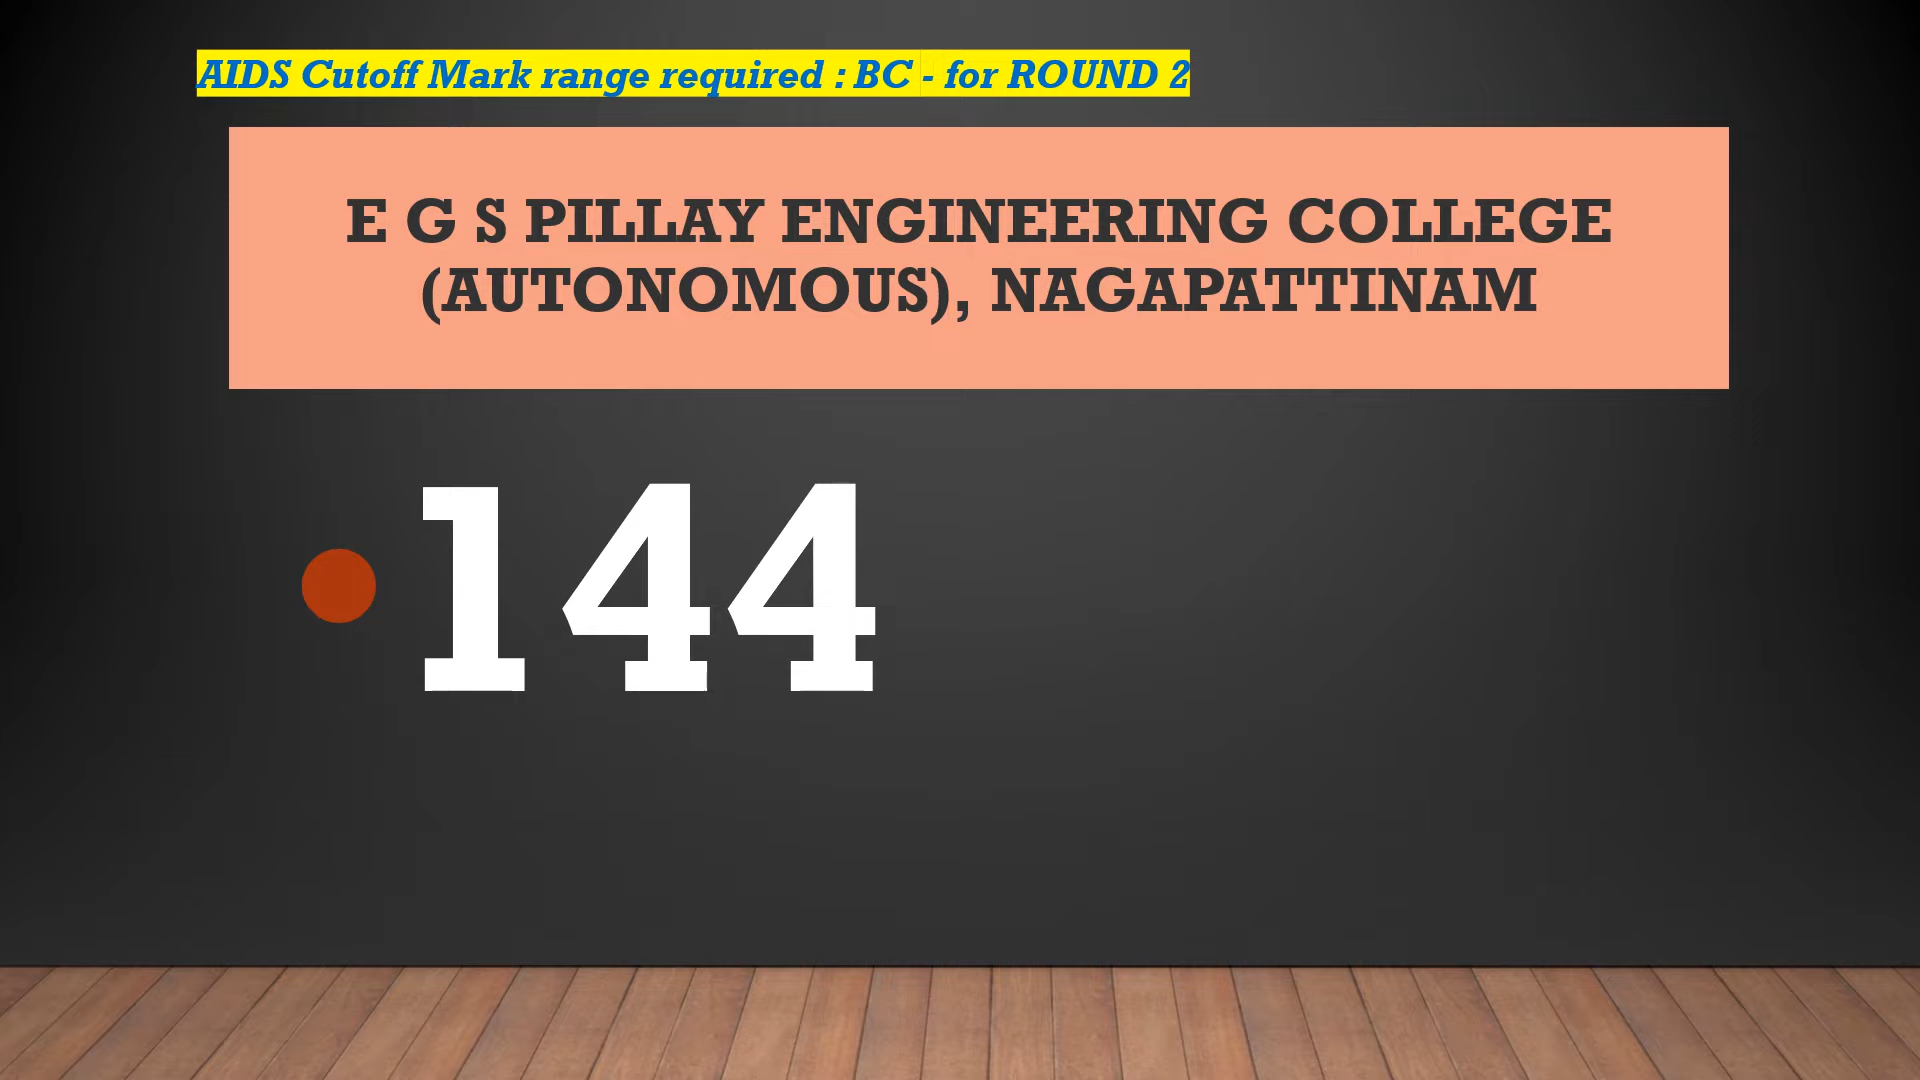 AIDS Cutoff Mark range required : BC - for ROUND 2
E G S PILLAY ENGINEERING COLLEGE
(AUTONOMOUS), NAGAPATTINAM
144